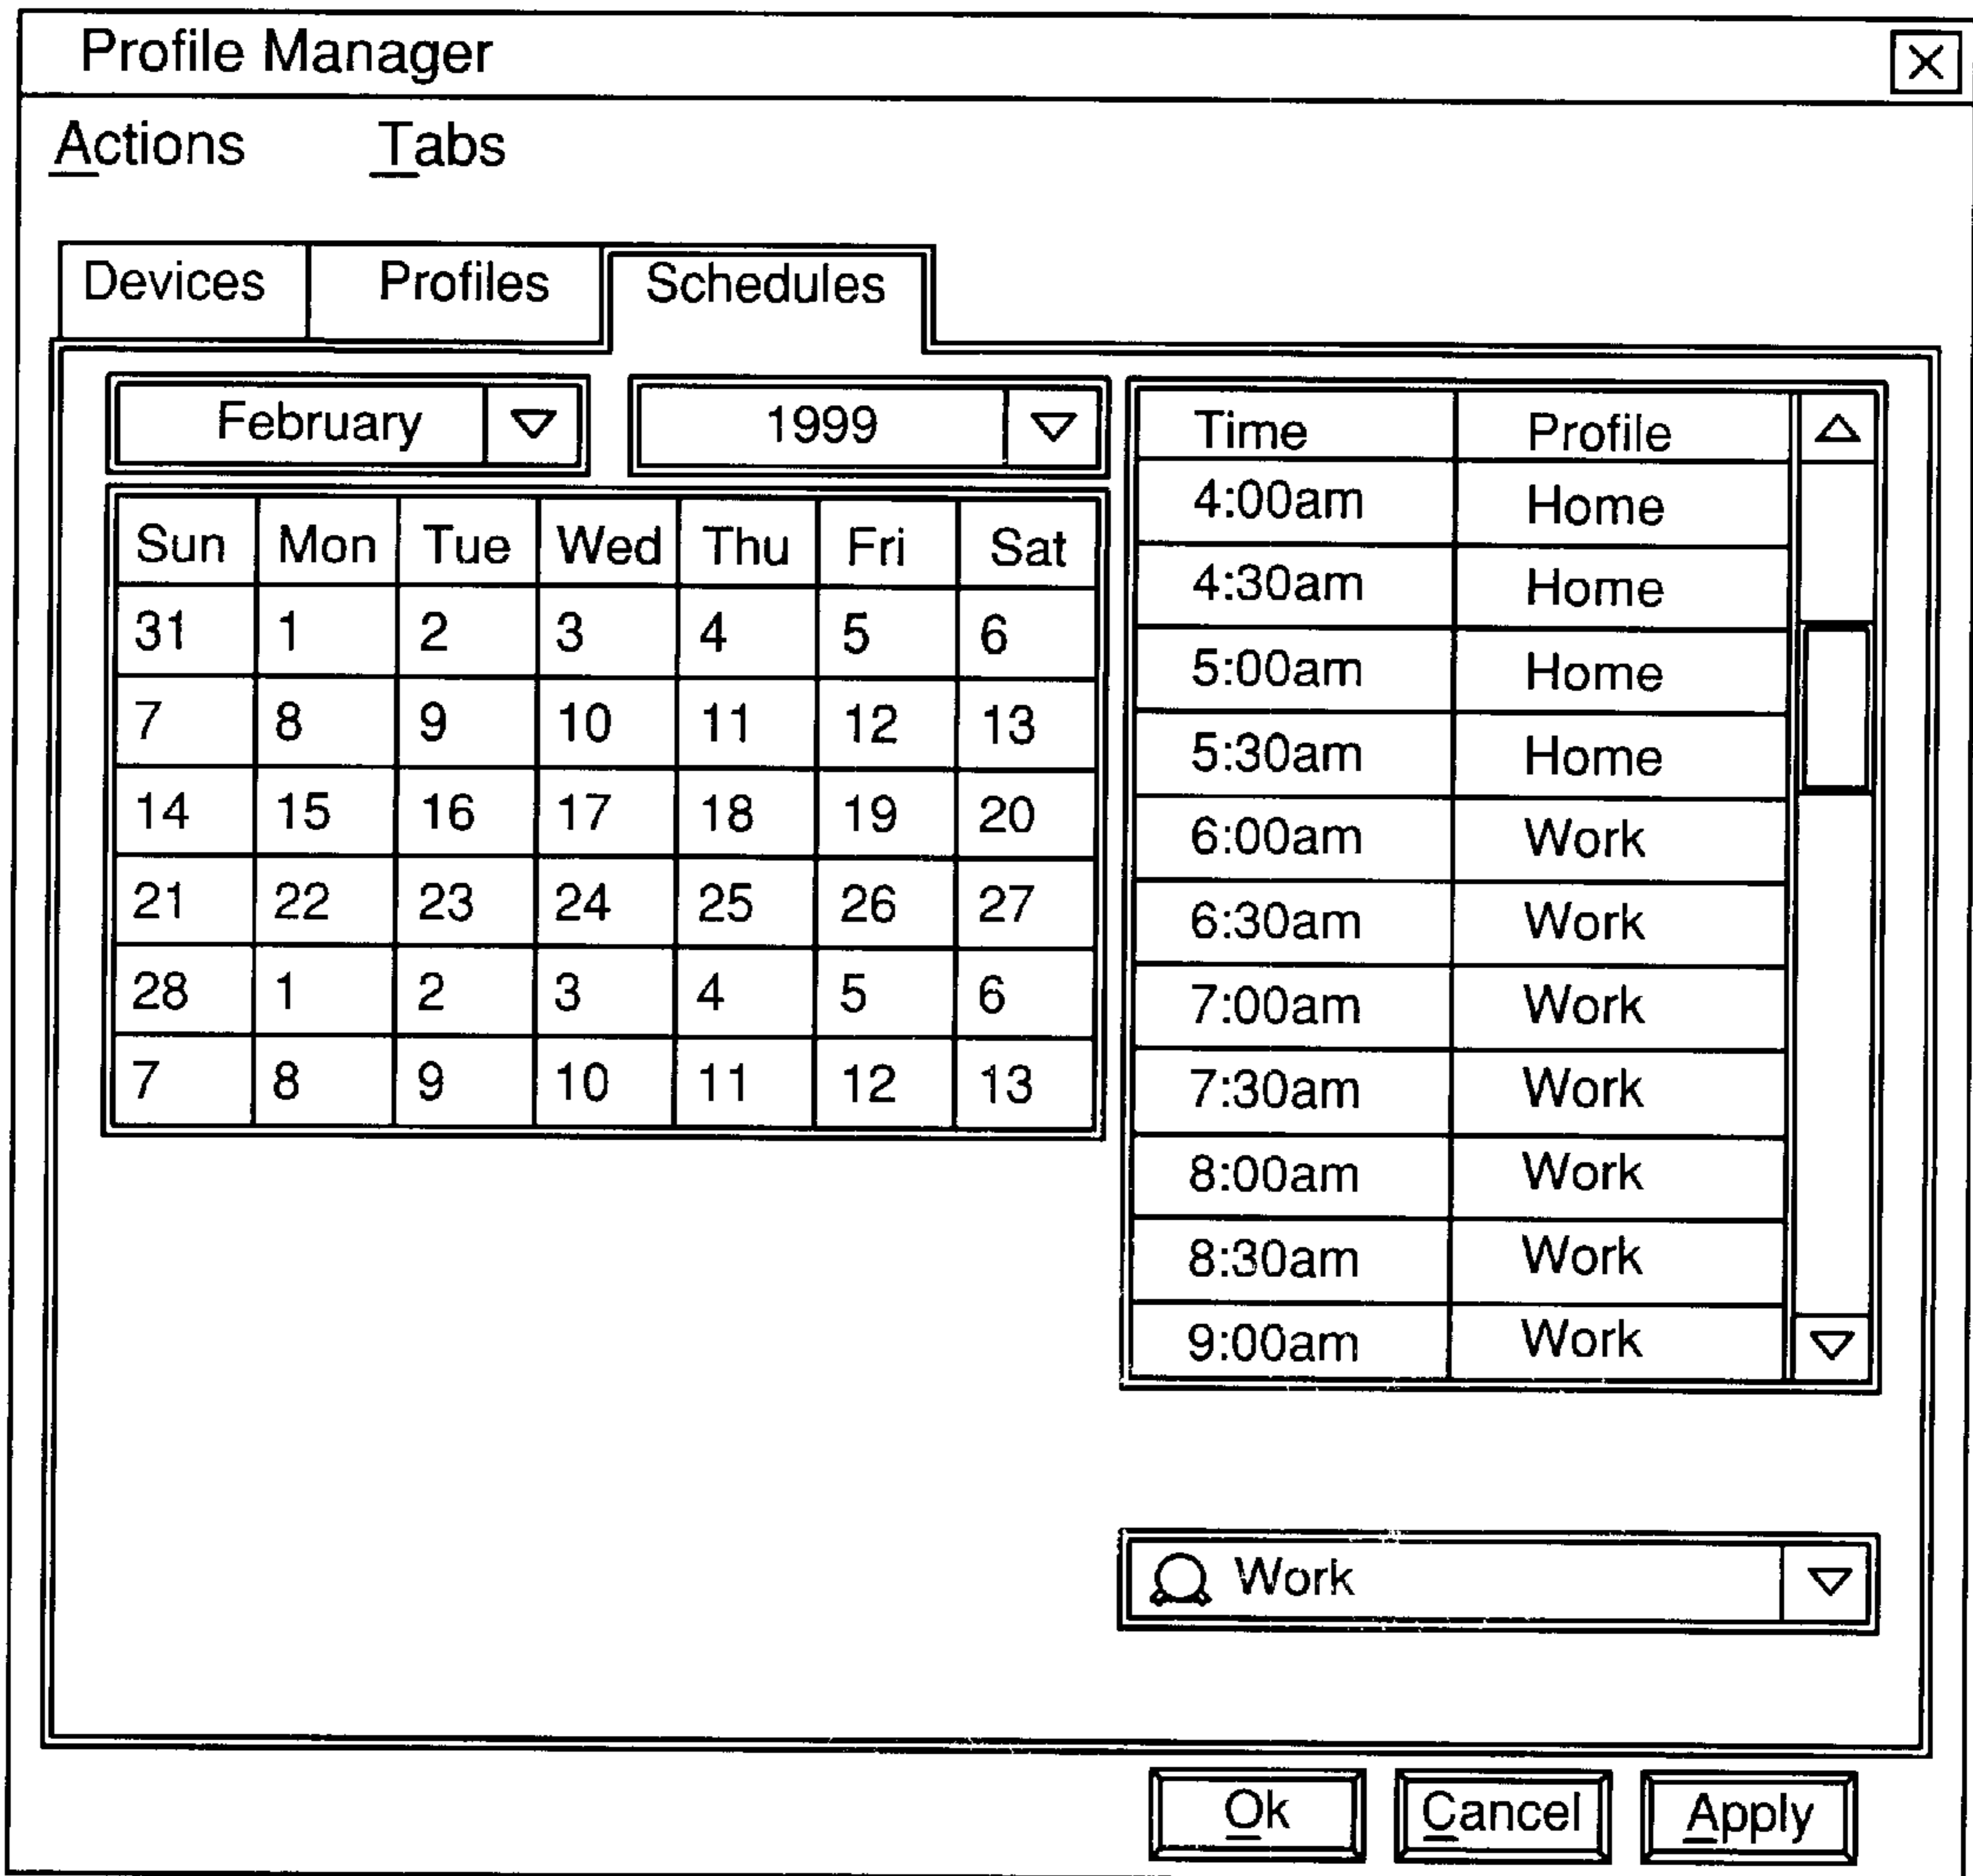 Profile Manager
Actions Tabs
Devices Profiles Schedules
February 1999
Sun Mon Tue Wed Thu Fri Sat
31 1 2 3 4 5 6
7 8 9 10 11 12 13
14 15 16 17 18 19 20
21 22 23 24 25 26 27
28 1 2 3 4 5 6
7 8 9 10 11 12 13
Time Profile
4:00am Home
4:30am Home
5:00am Home
5:30am Home
6:00am Work
6:30am Work
7:00am Work
7:30am Work
8:00am Work
8:30am Work
9:00am Work
Work
Ok Cancel Apply